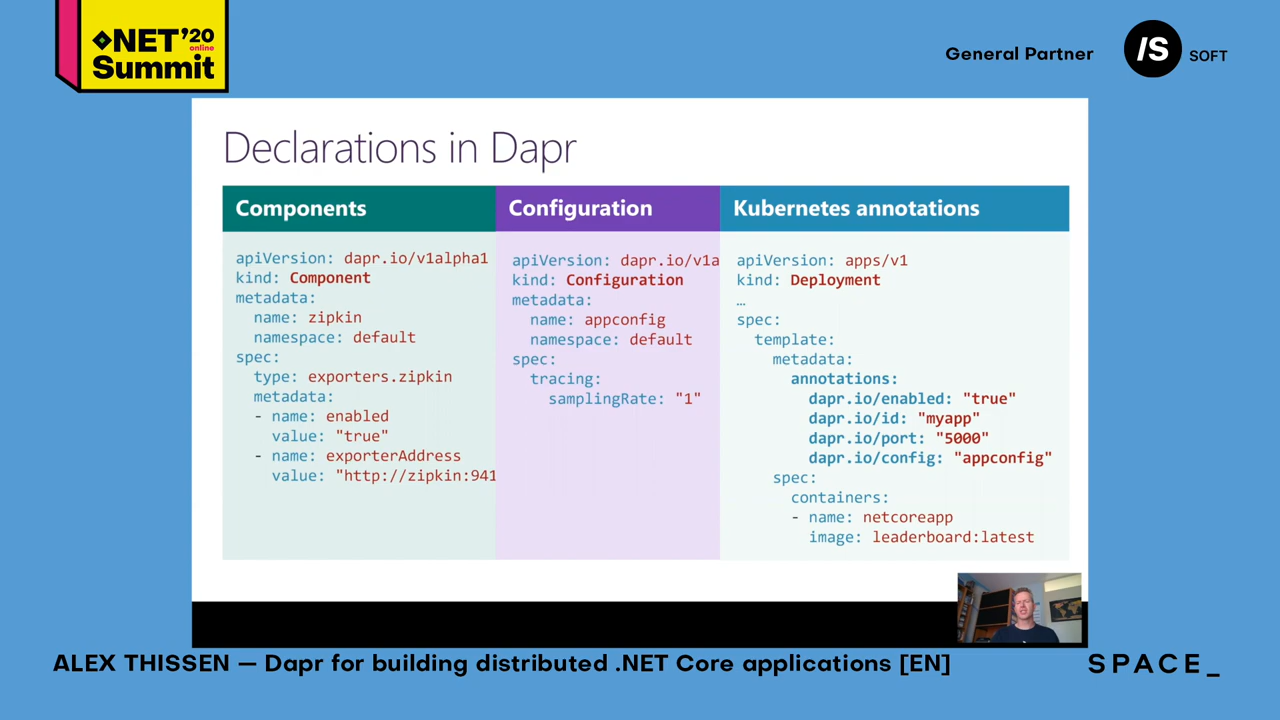 .NET'20
online
Summit
General Partner
/S
SOFT
Declarations in Dapr
Components
apiVersion: dapr.io/v1alpha1
kind: Component
metadata:
  name: zipkin
  namespace: default
spec:
  type: exporters.zipkin
  metadata:
  - name: enabled
    value: "true"
  - name: exporterAddress
    value: "http://zipkin:941
Configuration
apiVersion: dapr.io/v1a
kind: Configuration
metadata:
  name: appconfig
  namespace: default
spec:
  tracing:
    samplingRate: "1"
Kubernetes annotations
apiVersion: apps/v1
kind: Deployment
…
spec:
  template:
    metadata:
      annotations:
        dapr.io/enabled: "true"
        dapr.io/id: "myapp"
        dapr.io/port: "5000"
        dapr.io/config: "appconfig"
    spec:
      containers:
      - name: netcoreapp
        image: leaderboard:latest
ALEX THISSEN — Dapr for building distributed .NET Core applications [EN]
SPACE_